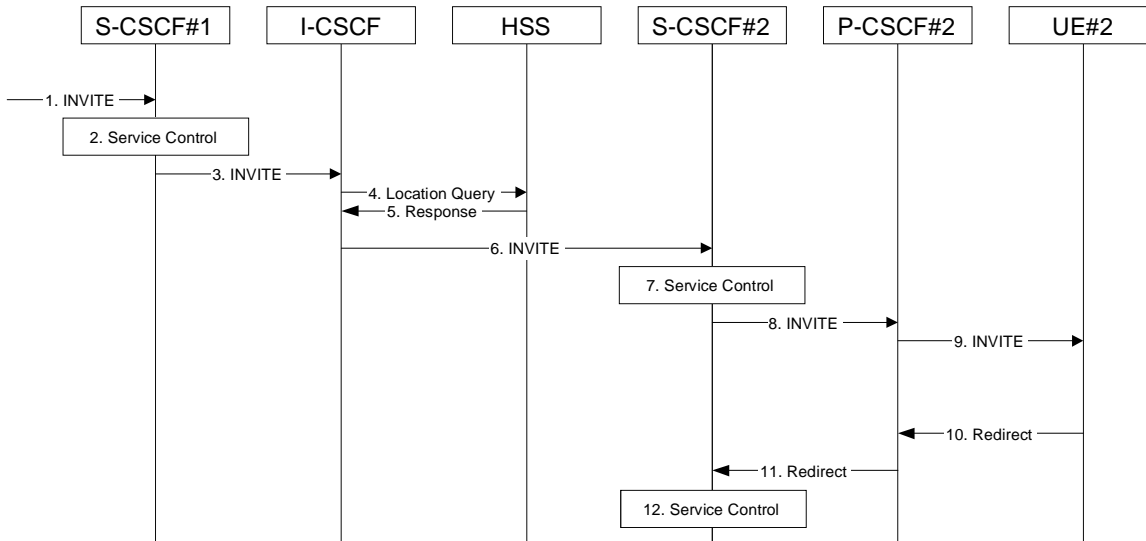 S-CSCF#1
I-CSCF
HSS
S-CSCF#2
P-CSCF#2
UE#2
1. INVITE
2. Service Control
3. INVITE
4. Location Query
5. Response
6. INVITE
7. Service Control
8. INVITE
9. INVITE
10. Redirect
11. Redirect
12. Service Control